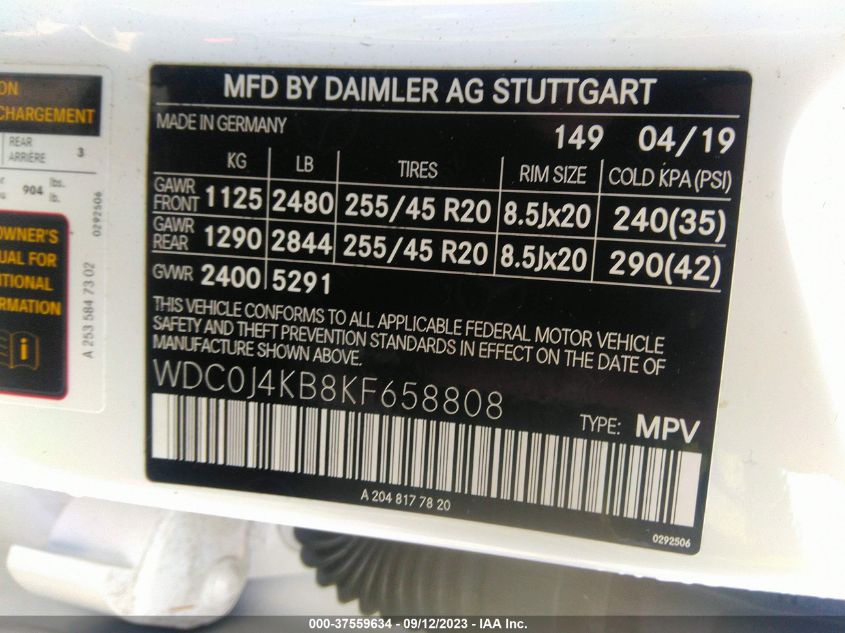 ON
CHARGEMENT
REAR
ARRIÈRE 3
904 lbs.
lb.
0292506
OWNER'S
UAL FOR
ITIONAL
RMATION
A 253 584 73 02
MFD BY DAIMLER AG STUTTGART
MADE IN GERMANY 149 04/19
KG LB TIRES RIM SIZE COLD KPA (PSI)
GAWR FRONT 1125 2480 255/45 R20 8.5Jx20 240(35)
GAWR REAR 1290 2844 255/45 R20 8.5Jx20 290(42)
GVWR 2400 5291
THIS VEHICLE CONFORMS TO ALL APPLICABLE FEDERAL MOTOR VEHICLE
SAFETY AND THEFT PREVENTION STANDARDS IN EFFECT ON THE DATE OF
MANUFACTURE SHOWN ABOVE.
WDC0J4KB8KF658808
TYPE: MPV
A 204 817 78 20
0292506
000-37559634 - 09/12/2023 - IAA Inc.